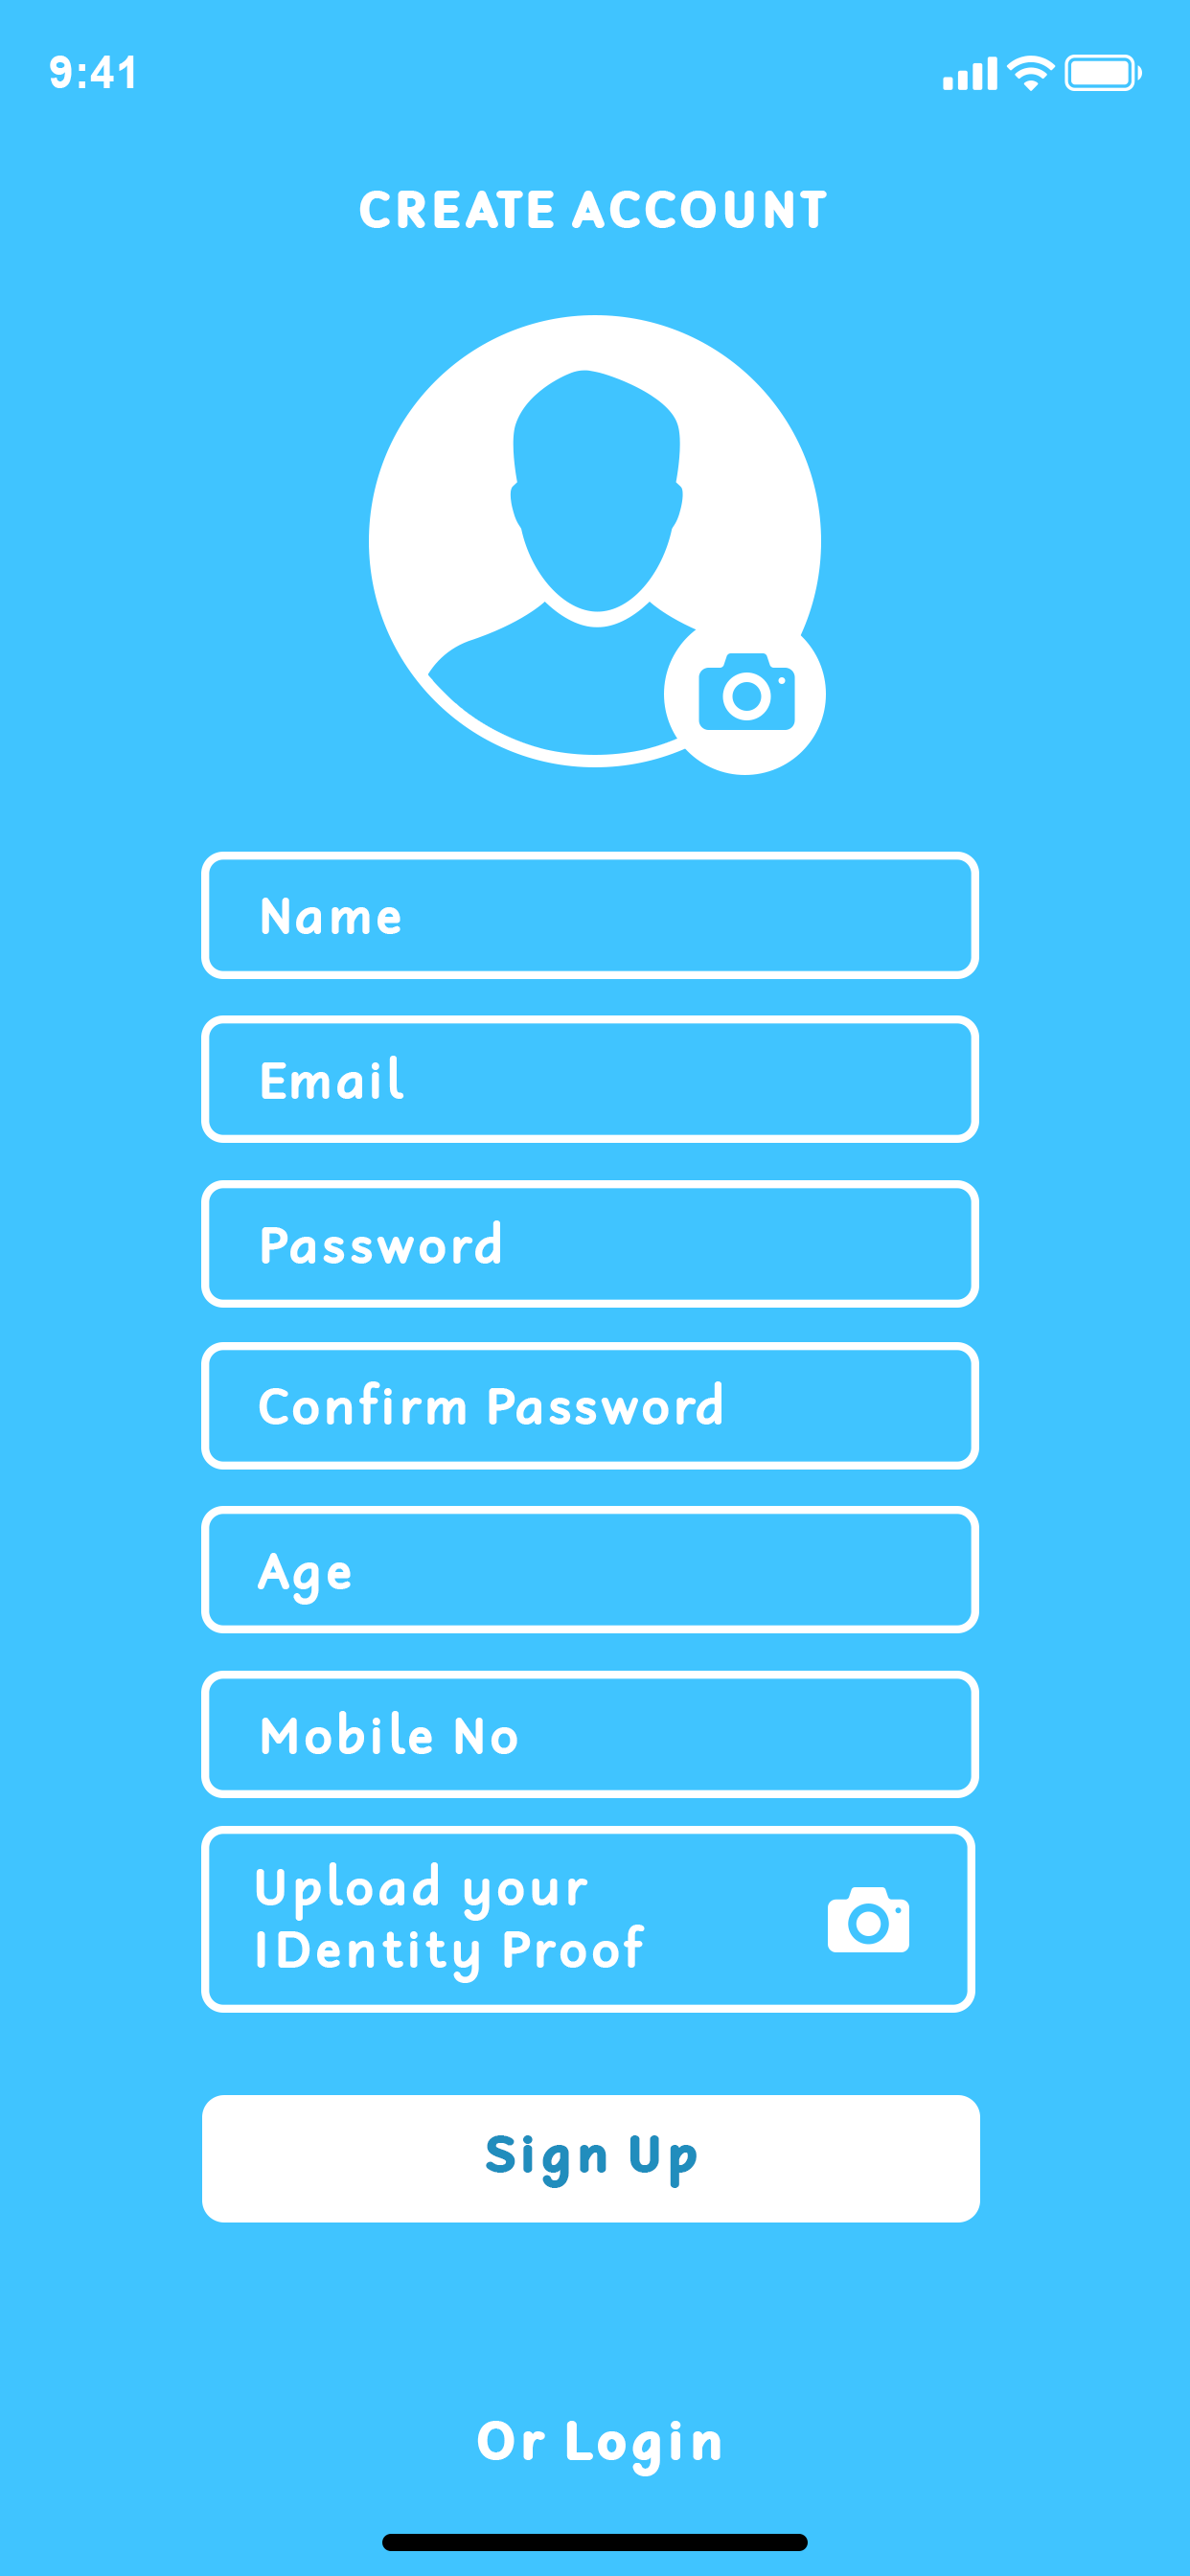 9:41
CREATE ACCOUNT
Name
Email
Password
Confirm Password
Age
Mobile No
Upload your
IDentity Proof
Sign Up
Or Login